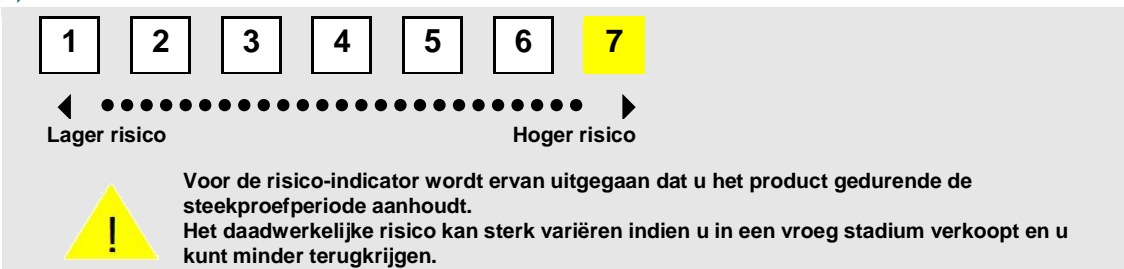 1 2 3 4 5 6 7
Lager risico Hoger risico
! Voor de risico-indicator wordt ervan uitgegaan dat u het product gedurende de
steekproefperiode aanhoudt.
Het daadwerkelijke risico kan sterk variëren indien u in een vroeg stadium verkoopt en u
kunt minder terugkrijgen.